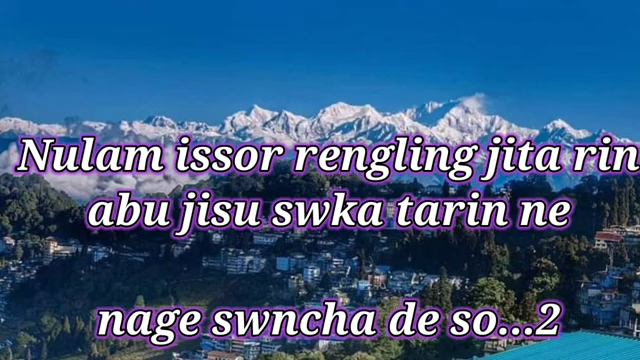 Nulam issor rengling jita rin
abu jisu swka tarin ne
nage swncha de so...2